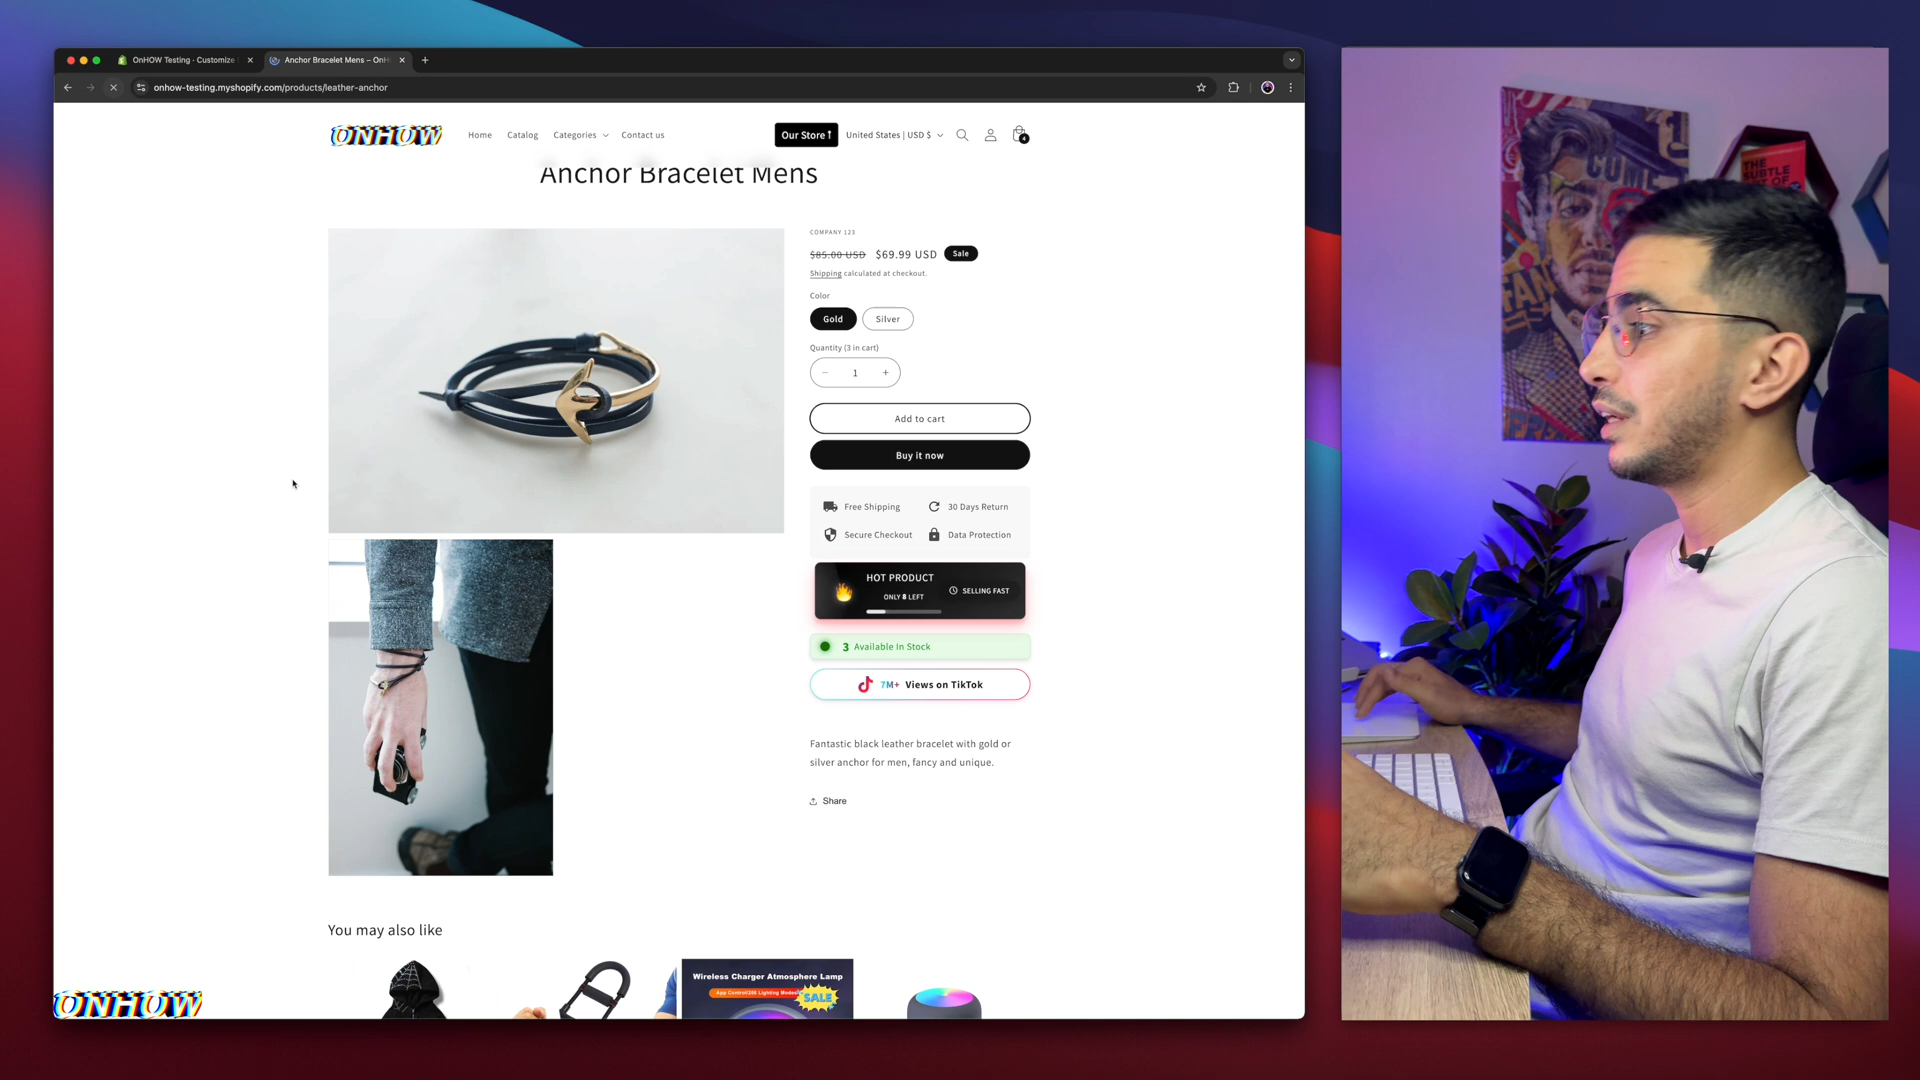 OnHOW Testing · Customize
Anchor Bracelet Mens – OnH
onhow-testing.myshopify.com/products/leather-anchor
ONHOW
Home
Catalog
Categories
Contact us
Our Store
United States | USD $
4
Anchor Bracelet Mens
COMPANY 123
$85.00 USD $69.99 USD Sale
Shipping calculated at checkout.
Color
Gold
Silver
Quantity (3 in cart)
− 1 +
Add to cart
Buy it now
Free Shipping
30 Days Return
Secure Checkout
Data Protection
HOT PRODUCT
ONLY 8 LEFT
SELLING FAST
3 Available In Stock
7M+ Views on TikTok
Fantastic black leather bracelet with gold or
silver anchor for men, fancy and unique.
Share
You may also like
Wireless Charger Atmosphere Lamp
SALE
ONHOW
COME
FAN
THE
SUBTLE